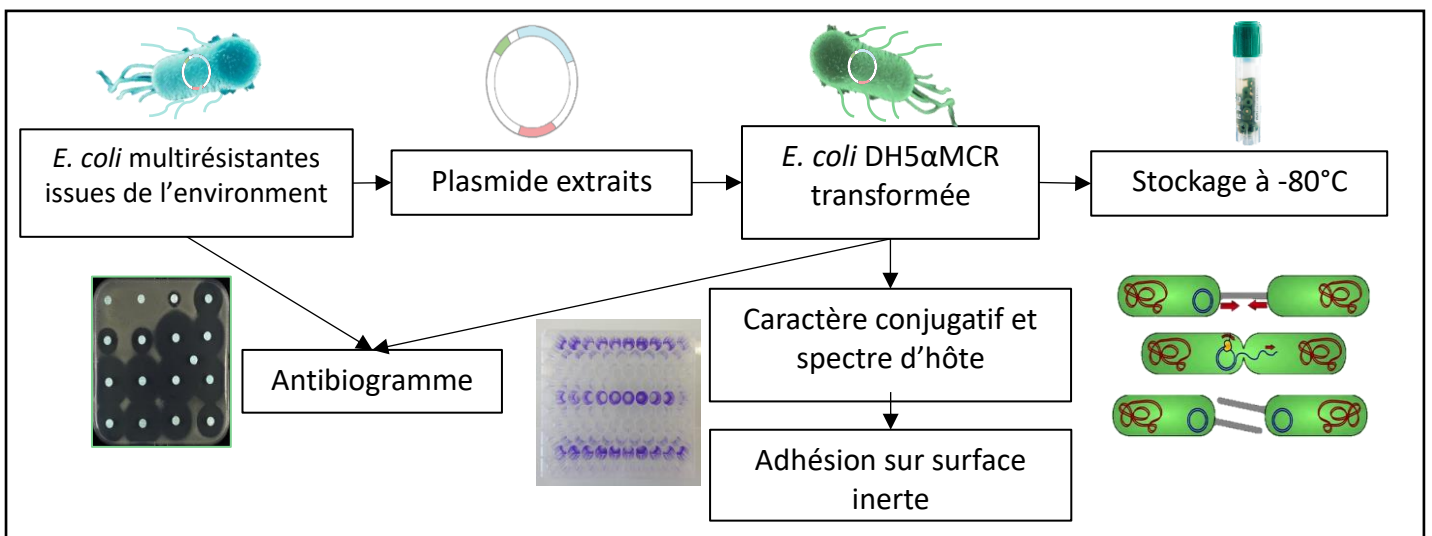 E. coli multirésistantes
issues de l’environment
Plasmide extraits
E. coli DH5αMCR
transformée
Stockage à -80°C
Antibiogramme
Caractère conjugatif et
spectre d’hôte
Adhésion sur surface
inerte